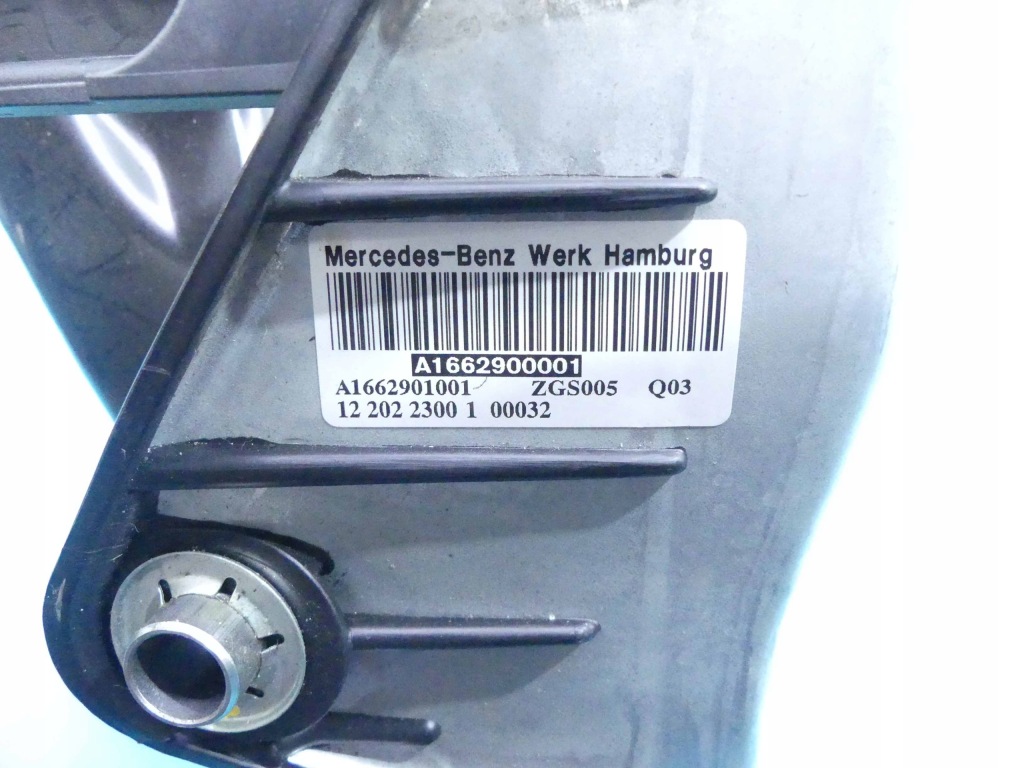 Mercedes-Benz Werk Hamburg
A1662900001
A1662901001 ZGS005 Q03
12 202 2300 1 00032